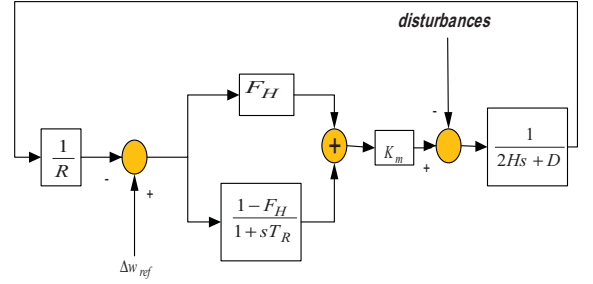 disturbances
F_H
-
1/R
-
+
+
K_m
+
1/(2Hs + D)
(1 − F_H)/(1 + sT_R)
Δw_ref